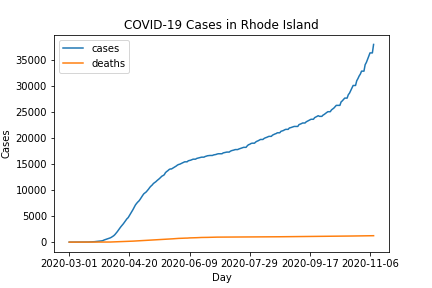 COVID-19 Cases in Rhode Island
cases
deaths
35000
30000
25000
20000
15000
10000
5000
0
Cases
2020-03-01 2020-04-20 2020-06-09 2020-07-29 2020-09-17 2020-11-06
Day